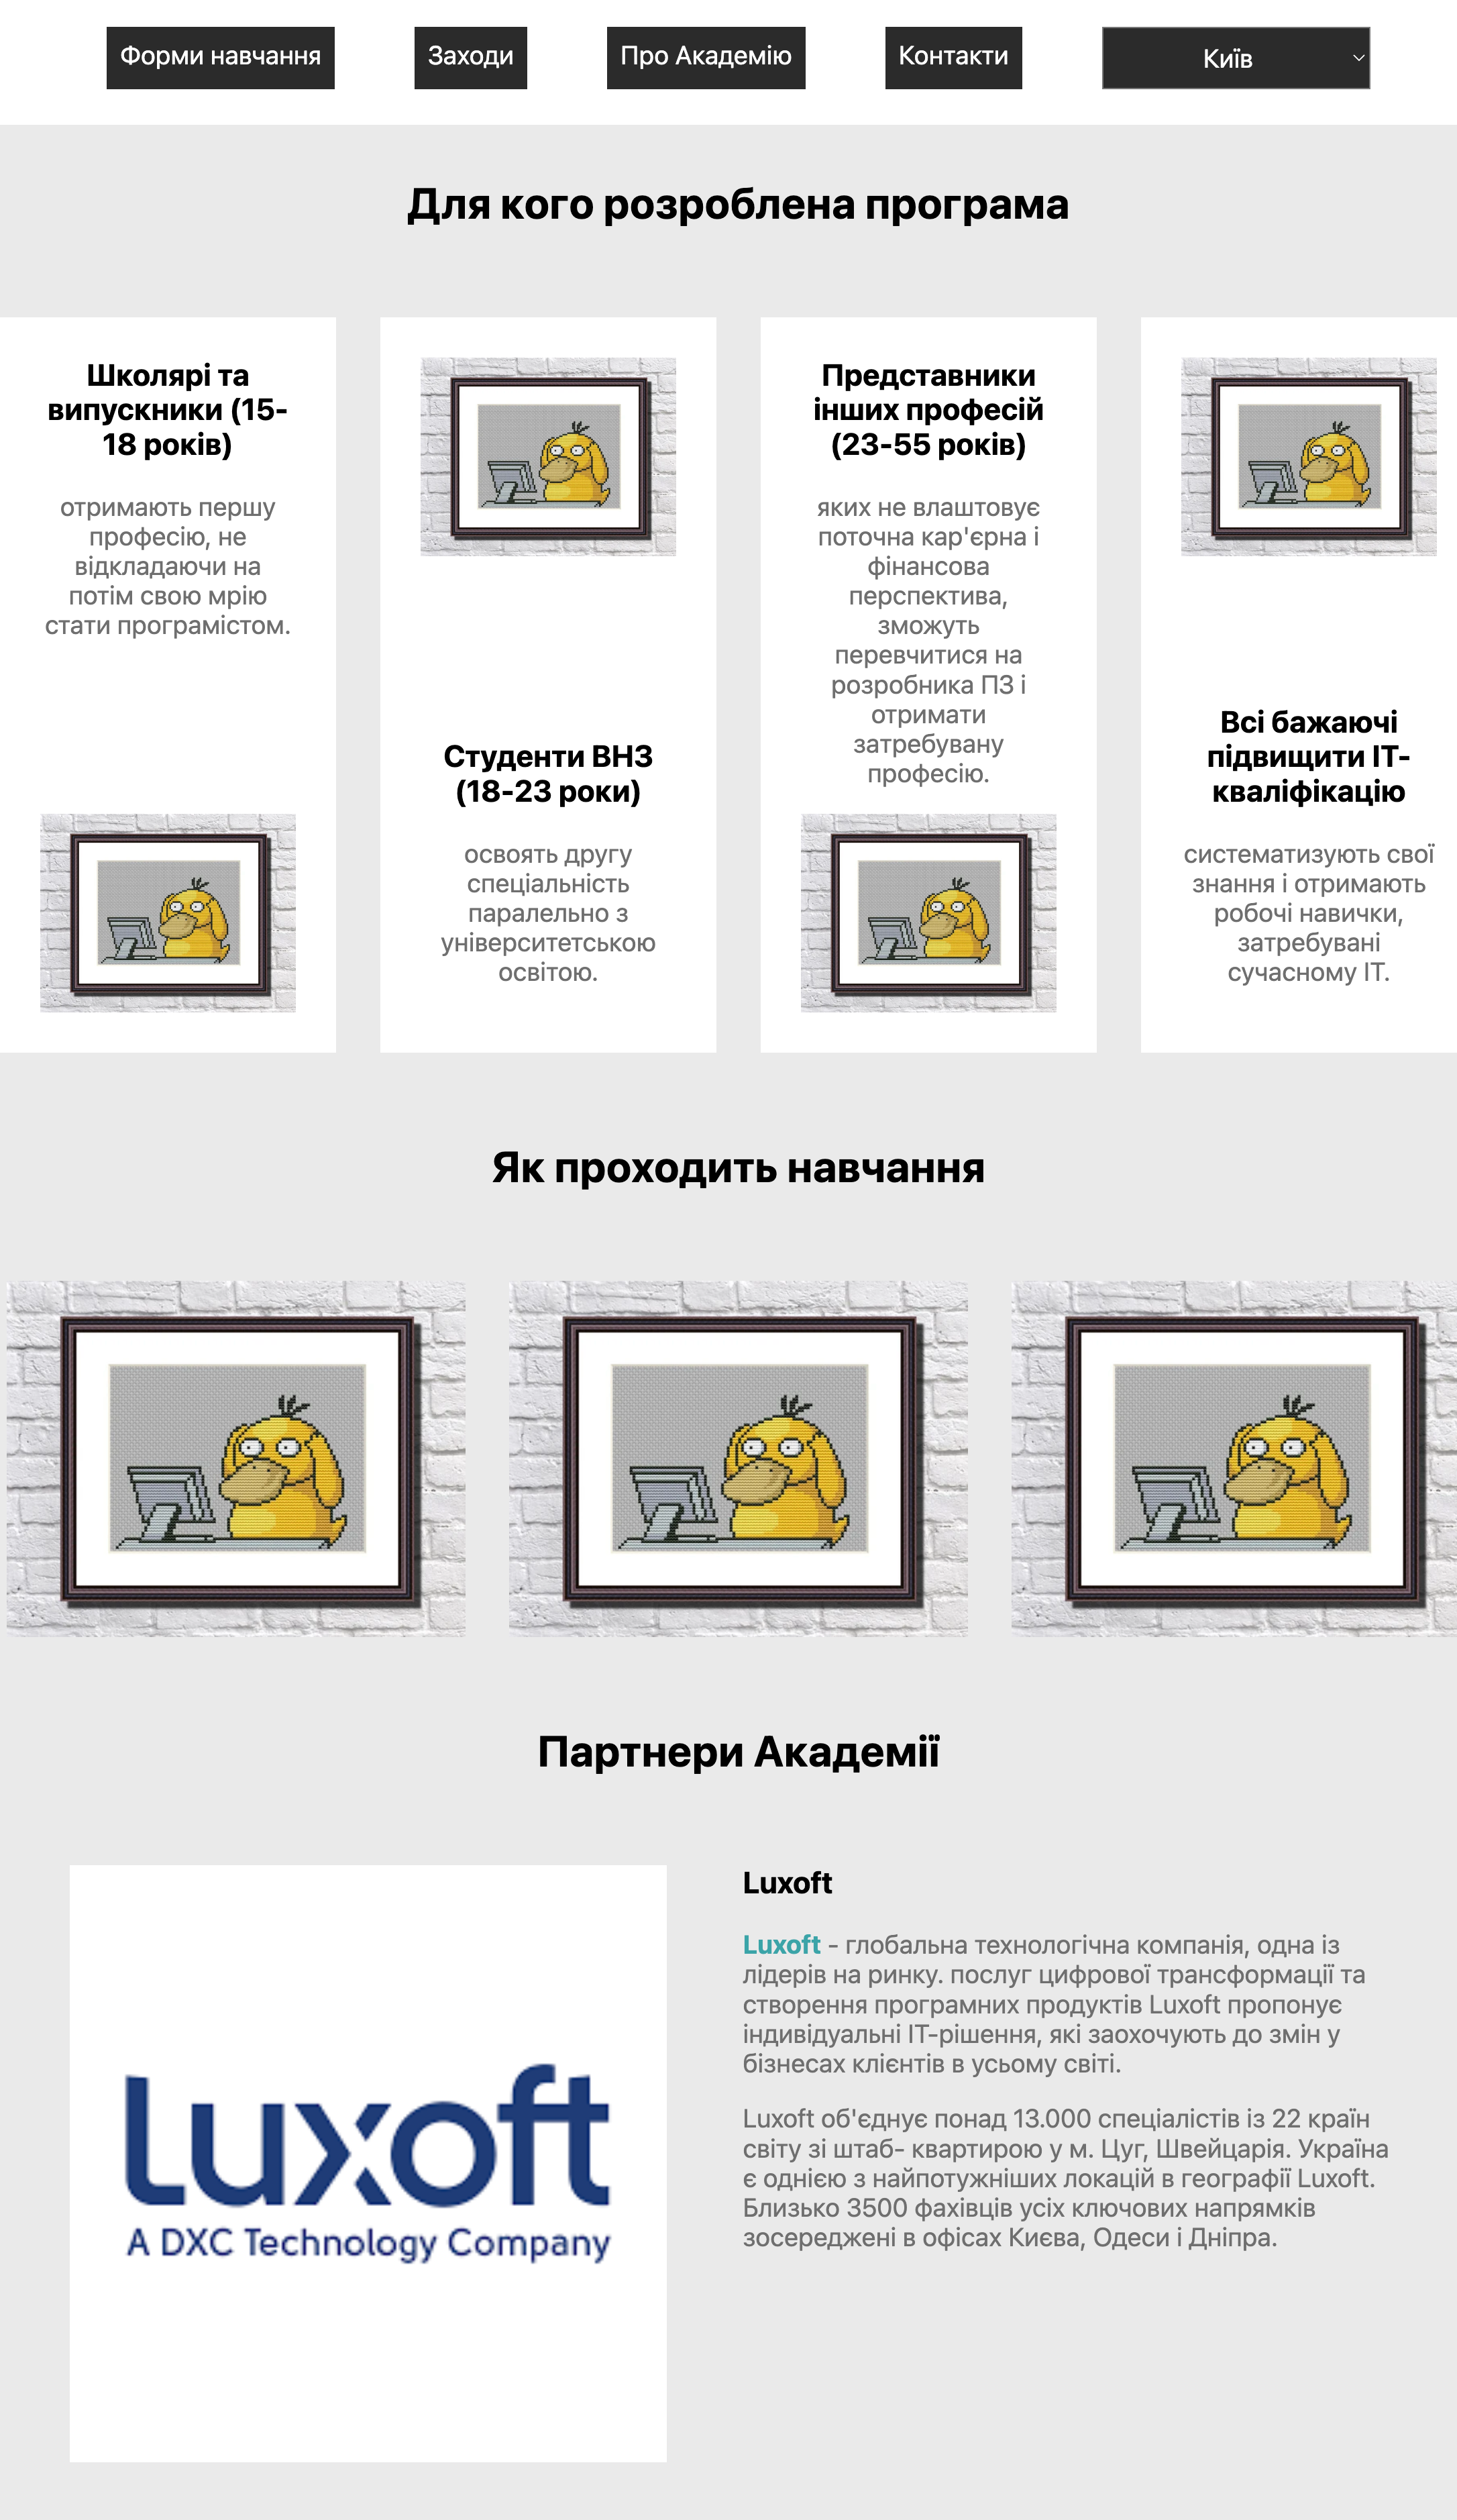 Форми навчання
Заходи
Про Академію
Контакти
Київ
Для кого розроблена програма
Школярі та
випускники (15-
18 років)
отримають першу
професію, не
відкладаючи на
потім свою мрію
стати програмістом.
Студенти ВНЗ
(18-23 роки)
освоять другу
спеціальність
паралельно з
університетською
освітою.
Представники
інших професій
(23-55 років)
яких не влаштовує
поточна кар'єрна і
фінансова
перспектива,
зможуть
перевчитися на
розробника ПЗ і
отримати
затребувану
професію.
Всі бажаючі
підвищити ІТ-
кваліфікацію
систематизують свої
знання і отримають
робочі навички,
затребувані
сучасному ІТ.
Як проходить навчання
Партнери Академії
Luxoft
A DXC Technology Company
Luxoft
Luxoft - глобальна технологічна компанія, одна із
лідерів на ринку. послуг цифрової трансформації та
створення програмних продуктів Luxoft пропонує
індивідуальні ІТ-рішення, які заохочують до змін у
бізнесах клієнтів в усьому світі.
Luxoft об'єднує понад 13.000 спеціалістів із 22 країн
світу зі штаб- квартирою у м. Цуг, Швейцарія. Україна
є однією з найпотужніших локацій в географії Luxoft.
Близько 3500 фахівців усіх ключових напрямків
зосереджені в офісах Києва, Одеси і Дніпра.